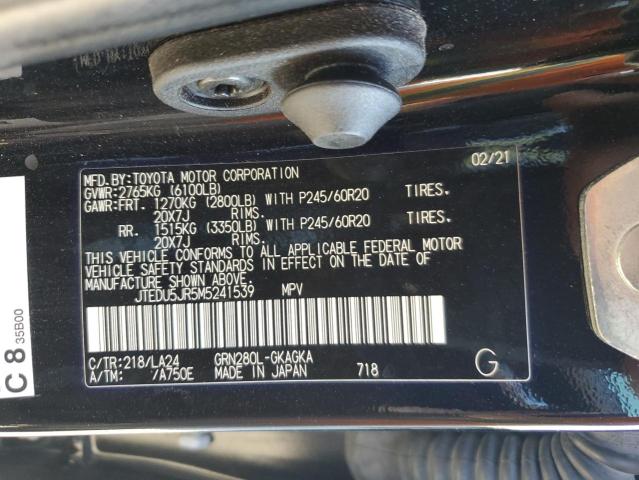 MFD.BY:TOYOTA MOTOR CORPORATION 02/21
GVWR:2765KG (6100LB)
GAWR:FRT. 1270KG (2800LB) WITH P245/60R20 TIRES.
20X7J RIMS.
RR. 1515KG (3350LB) WITH P245/60R20 TIRES.
20X7J RIMS.
THIS VEHICLE CONFORMS TO ALL APPLICABLE FEDERAL MOTOR
VEHICLE SAFETY STANDARDS IN EFFECT ON THE DATE OF
MANUFACTURE SHOWN ABOVE.
JTEDU5JR5M5241539 MPV
C/TR:218/LA24 GRN280L-GKAGKA
A/TM: /A750E MADE IN JAPAN 718 G
C 8 35B00